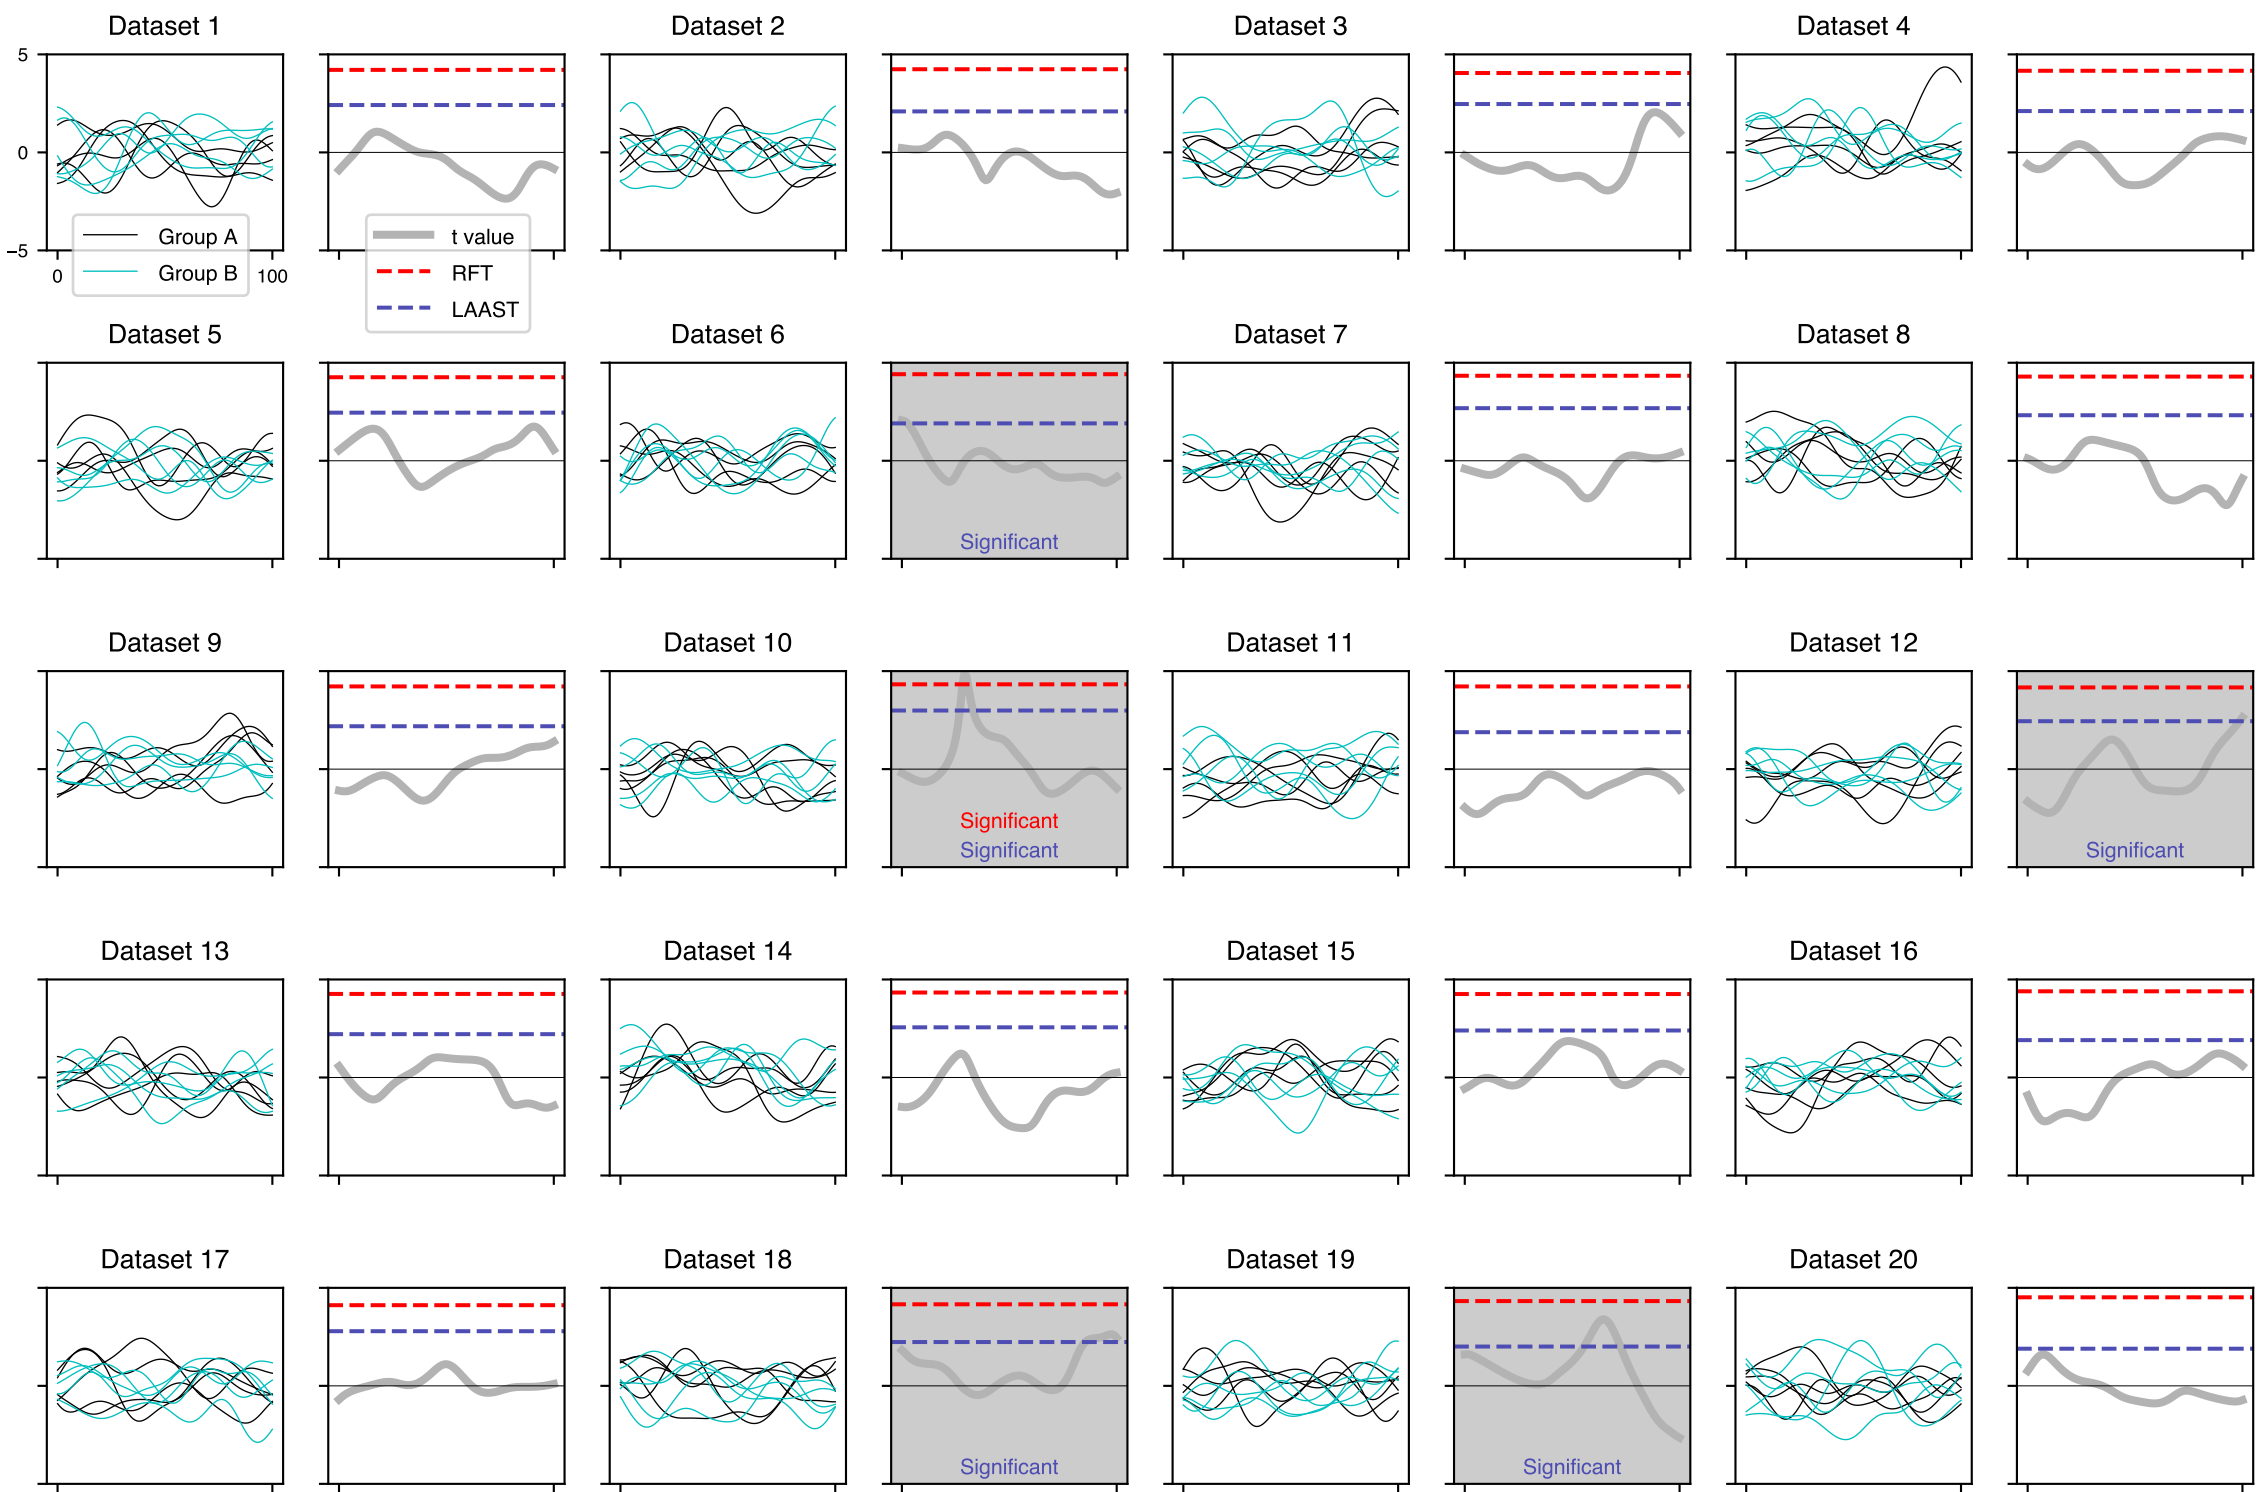 Dataset 1
Dataset 2
Dataset 3
Dataset 4
5
0
−5
0
100
Group A
Group B
t value
RFT
LAAST
Dataset 5
Dataset 6
Dataset 7
Dataset 8
Significant
Dataset 9
Dataset 10
Dataset 11
Dataset 12
Significant
Significant
Significant
Dataset 13
Dataset 14
Dataset 15
Dataset 16
Dataset 17
Dataset 18
Dataset 19
Dataset 20
Significant
Significant